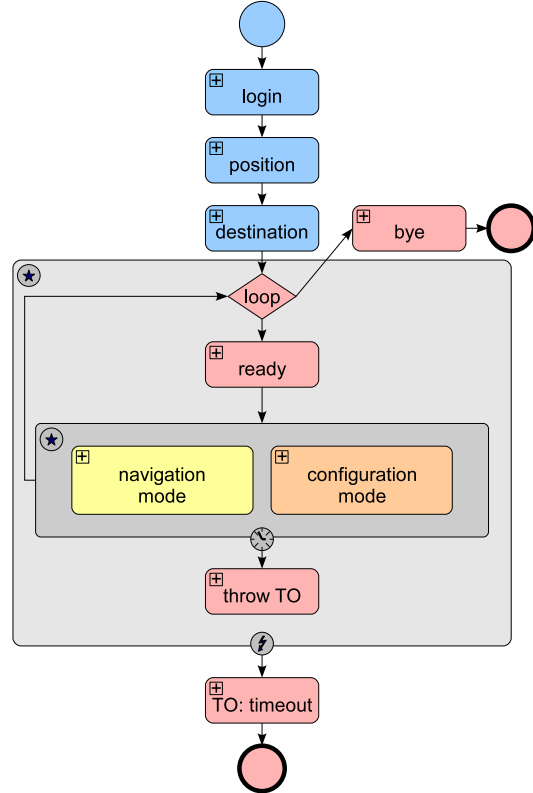 login
position
destination
bye
loop
ready
navigation
mode
configuration
mode
throw TO
TO: timeout